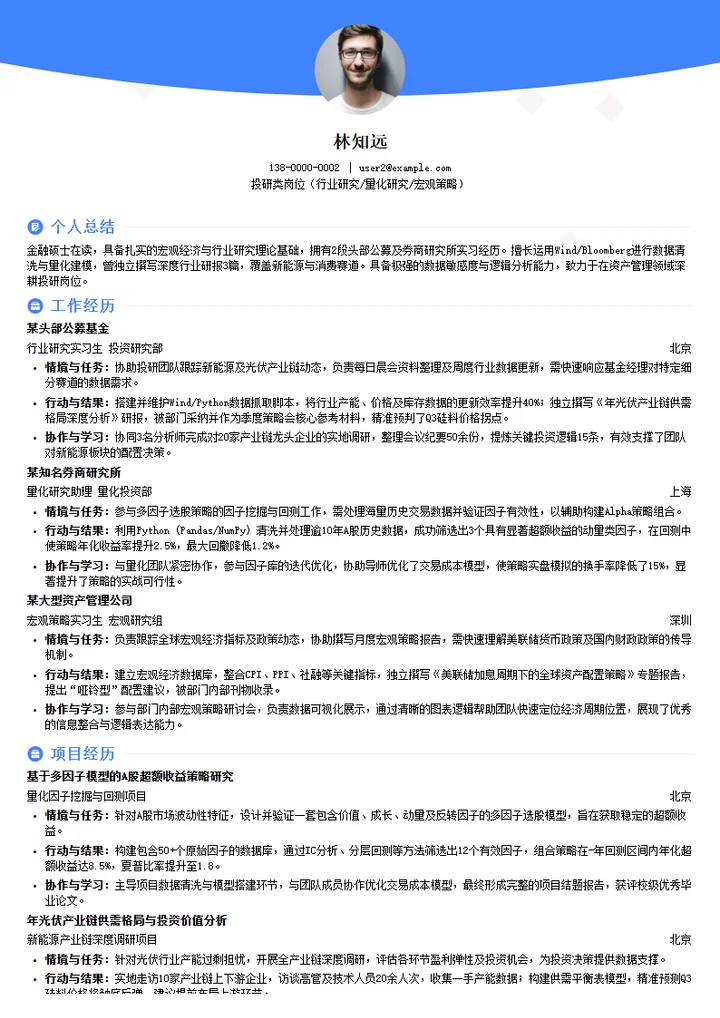 林知远
138-0000-0002 | user2@example.com
投研类岗位（行业研究/量化研究/宏观策略）
个人总结
金融硕士在读，具备扎实的宏观经济与行业研究理论基础，拥有2段头部公募及券商研究所实习经历。擅长运用Wind/Bloomberg进行数据清
洗与量化建模，曾独立撰写深度行业研报3篇，覆盖新能源与消费赛道。具备极强的数据敏感度与逻辑分析能力，致力于在资产管理领域深
耕投研岗位。
工作经历
某头部公募基金
行业研究实习生 投资研究部 北京
• 情境与任务：协助投研团队跟踪新能源及光伏产业链动态，负责每日晨会资料整理及周度行业数据更新，需快速响应基金经理对特定细
分赛道的数据需求。
• 行动与结果：搭建并维护Wind/Python数据抓取脚本，将行业产能、价格及库存数据的更新效率提升40%；独立撰写《年光伏产业链供需
格局深度分析》研报，被部门采纳并作为季度策略会核心参考材料，精准预判了Q3硅料价格拐点。
• 协作与学习：协同3名分析师完成对20家产业链龙头企业的实地调研，整理会议纪要50余份，提炼关键投资逻辑15条，有效支撑了团队
对新能源板块的配置决策。
某知名券商研究所
量化研究助理 量化投资部 上海
• 情境与任务：参与多因子选股策略的因子挖掘与回测工作，需处理海量历史交易数据并验证因子有效性，以辅助构建Alpha策略组合。
• 行动与结果：利用Python (Pandas/NumPy) 清洗并处理逾10年A股历史数据，成功筛选出3个具有显著超额收益的动量类因子，在回测中
使策略年化收益率提升2.5%，最大回撤降低1.2%。
• 协作与学习：与量化团队紧密协作，参与因子库的迭代优化，协助导师优化了交易成本模型，使策略实盘模拟的换手率降低了15%，显
著提升了策略的实战可行性。
某大型资产管理公司
宏观策略实习生 宏观研究组 深圳
• 情境与任务：负责跟踪全球宏观经济指标及政策动态，协助撰写月度宏观策略报告，需快速理解美联储货币政策及国内财政政策的传导
机制。
• 行动与结果：建立宏观经济数据库，整合CPI、PPI、社融等关键指标，独立撰写《美联储加息周期下的全球资产配置策略》专题报告，
提出“哑铃型”配置建议，被部门内部刊物收录。
• 协作与学习：参与部门内部宏观策略研讨会，负责数据可视化展示，通过清晰的图表逻辑帮助团队快速定位经济周期位置，展现了优秀
的信息整合与逻辑表达能力。
项目经历
基于多因子模型的A股超额收益策略研究
量化因子挖掘与回测项目 北京
• 情境与任务：针对A股市场波动性特征，设计并验证一套包含价值、成长、动量及反转因子的多因子选股模型，旨在获取稳定的超额收
益。
• 行动与结果：构建包含50+个原始因子的数据库，通过IC分析、分层回测等方法筛选出12个有效因子，组合策略在-年回测区间内年化超
额收益达8.5%，夏普比率提升至1.8。
• 协作与学习：主导项目数据清洗与模型搭建环节，与团队成员协作优化交易成本模型，最终形成完整的项目结题报告，获评校级优秀毕
业论文。
年光伏产业链供需格局与投资价值分析
新能源产业链深度调研项目 北京
• 情境与任务：针对光伏行业产能过剩担忧，开展全产业链深度调研，评估各环节盈利弹性及投资机会，为投资决策提供数据支撑。
• 行动与结果：实地走访10家产业链上下游企业，访谈高管及技术人员20余人次，收集一手产能数据；构建供需平衡表模型，精准预测Q3
硅料价格将触底反弹，建议提前布局上游环节。